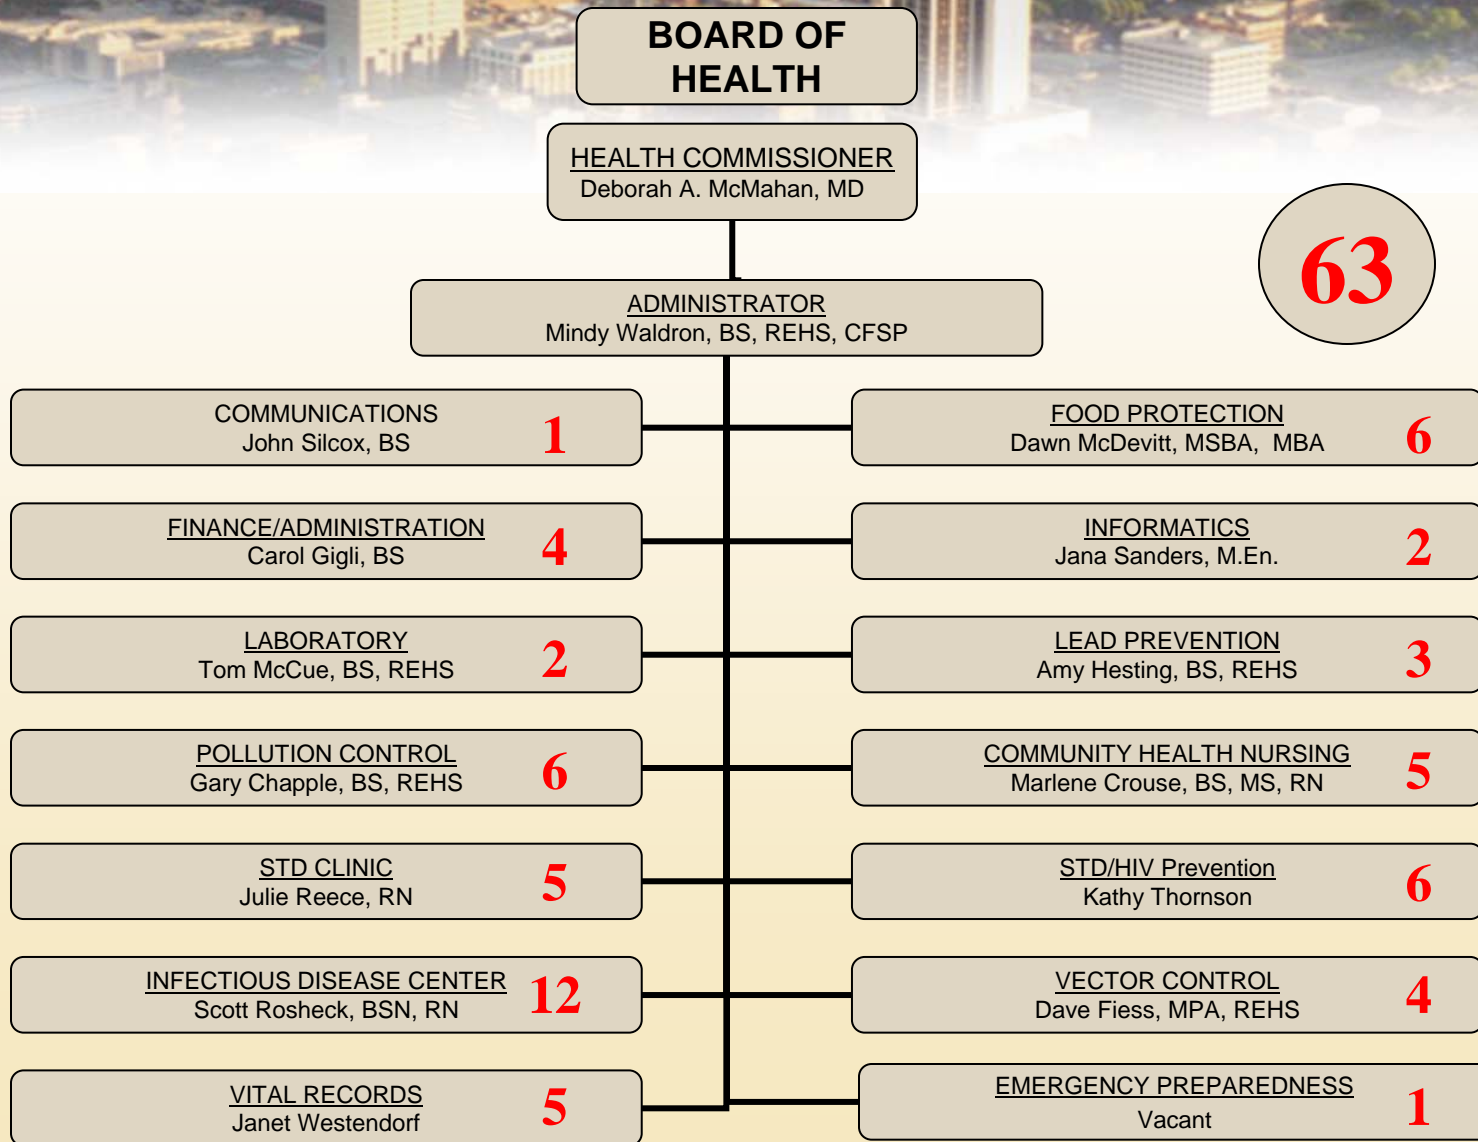 BOARD OF
HEALTH
HEALTH COMMISSIONER
Deborah A. McMahan, MD
63
ADMINISTRATOR
Mindy Waldron, BS, REHS, CFSP
COMMUNICATIONS
John Silcox, BS
1
FOOD PROTECTION
Dawn McDevitt, MSBA, MBA
6
FINANCE/ADMINISTRATION
Carol Gigli, BS
4
INFORMATICS
Jana Sanders, M.En.
2
LABORATORY
Tom McCue, BS, REHS
2
LEAD PREVENTION
Amy Hesting, BS, REHS
3
POLLUTION CONTROL
Gary Chapple, BS, REHS
6
COMMUNITY HEALTH NURSING
Marlene Crouse, BS, MS, RN
5
STD CLINIC
Julie Reece, RN
5
STD/HIV Prevention
Kathy Thornson
6
INFECTIOUS DISEASE CENTER
Scott Rosheck, BSN, RN
12
VECTOR CONTROL
Dave Fiess, MPA, REHS
4
VITAL RECORDS
Janet Westendorf
5
EMERGENCY PREPAREDNESS
Vacant
1